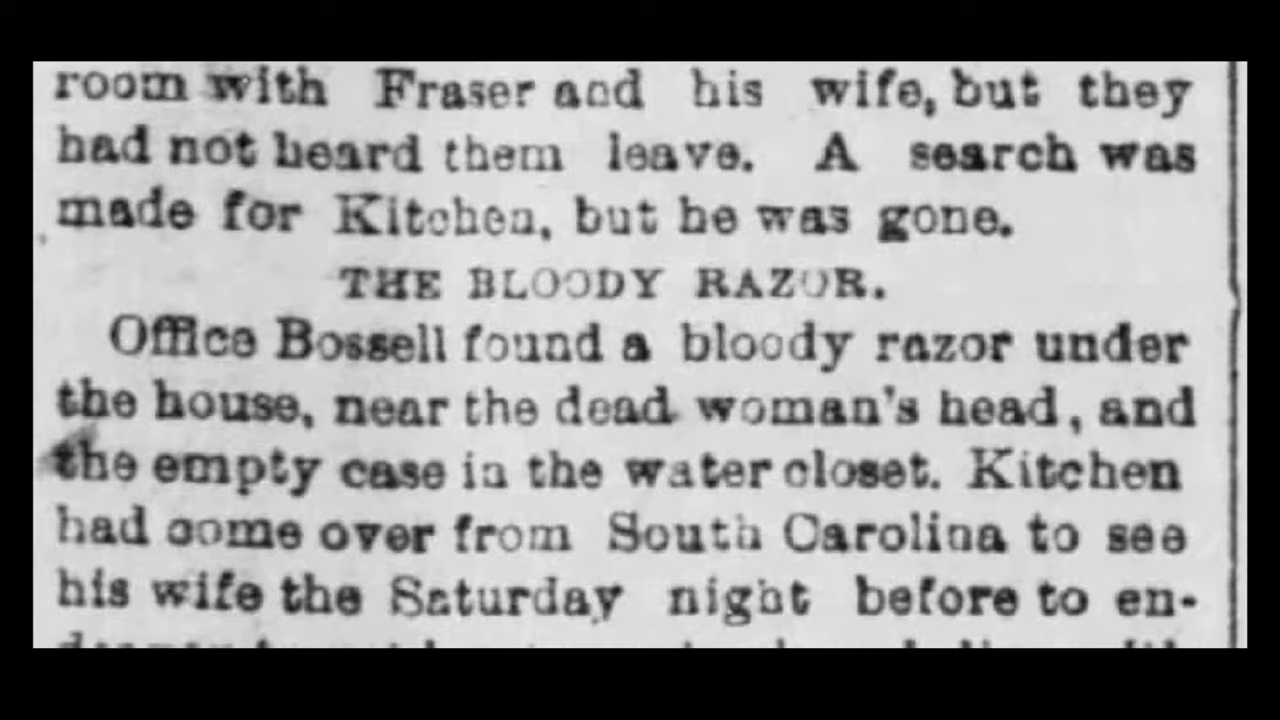 room with Fraser and his wife, but they
had not heard them leave. A search was
made for Kitchen, but he was gone.
THE BLOODY RAZOR.
Office Bossell found a bloody razor under
the house, near the dead woman's head, and
the empty case in the water closet. Kitchen
had come over from South Carolina to see
his wife the Saturday night before to en-